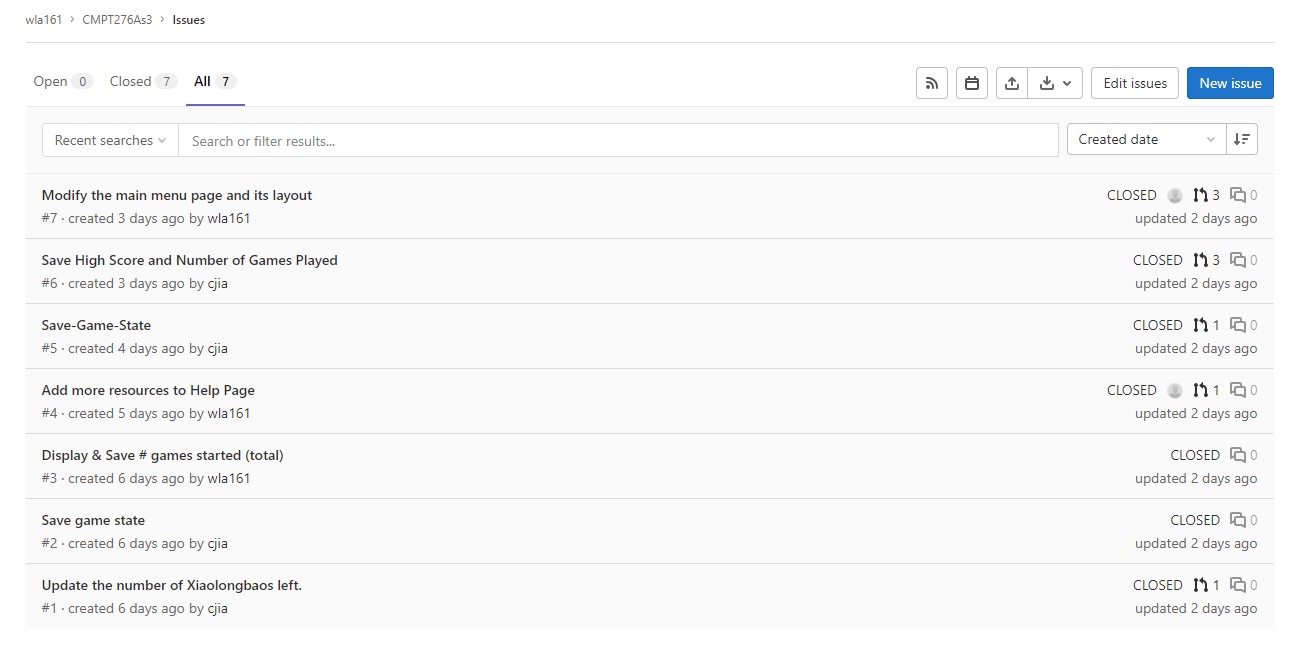 wla161 > CMPT276As3 > Issues
Open 0 Closed 7 All 7
Edit issues New issue
Recent searches Search or filter results... Created date
Modify the main menu page and its layout CLOSED 3 0
#7 · created 3 days ago by wla161 updated 2 days ago
Save High Score and Number of Games Played CLOSED 3 0
#6 · created 3 days ago by cjia updated 2 days ago
Save-Game-State CLOSED 1 0
#5 · created 4 days ago by cjia updated 2 days ago
Add more resources to Help Page CLOSED 1 0
#4 · created 5 days ago by wla161 updated 2 days ago
Display & Save # games started (total) CLOSED 0
#3 · created 6 days ago by wla161 updated 2 days ago
Save game state CLOSED 0
#2 · created 6 days ago by cjia updated 2 days ago
Update the number of Xiaolongbaos left. CLOSED 1 0
#1 · created 6 days ago by cjia updated 2 days ago